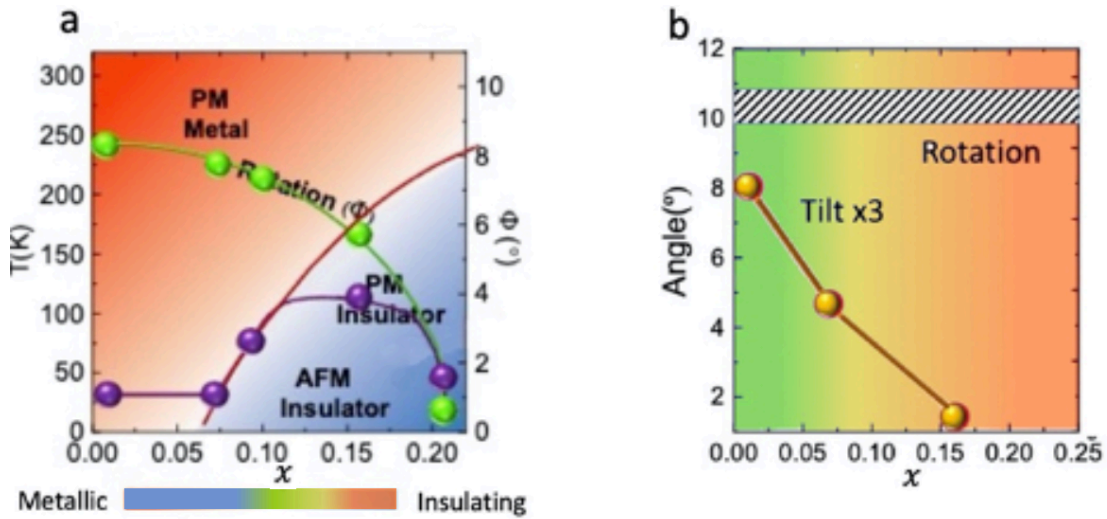 a
300
250
200
150
100
50
0
T(K)
10
8
6
4
2
0
Φ(°)
PM
Metal
Rotation (Φ)
PM
Insulator
AFM
Insulator
0.00 0.05 0.10 0.15 0.20
x
Metallic Insulating
b
12
10
8
6
4
2
Angle(º)
Rotation
Tilt x3
0.00 0.05 0.10 0.15 0.20 0.25
x